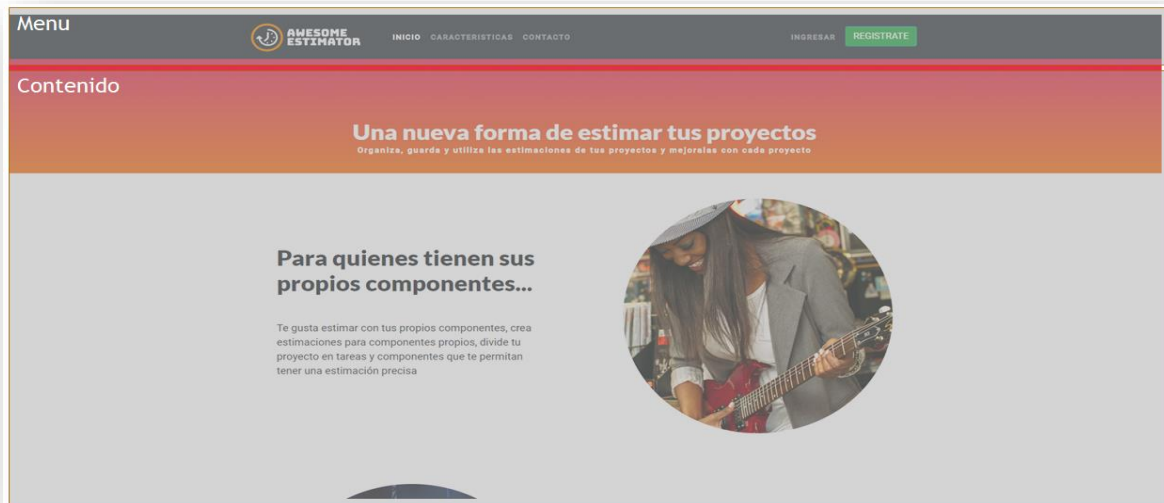 Menu
AWESOME
ESTIMATOR
INICIO CARACTERISTICAS CONTACTO
INGRESAR REGISTRATE
Contenido
Una nueva forma de estimar tus proyectos
Organiza, guarda y utiliza las estimaciones de tus proyectos y mejoralas con cada proyecto
Para quienes tienen sus
propios componentes...
Te gusta estimar con tus propios componentes, crea
estimaciones para componentes propios, divide tu
proyecto en tareas y componentes que te permitan
tener una estimación precisa